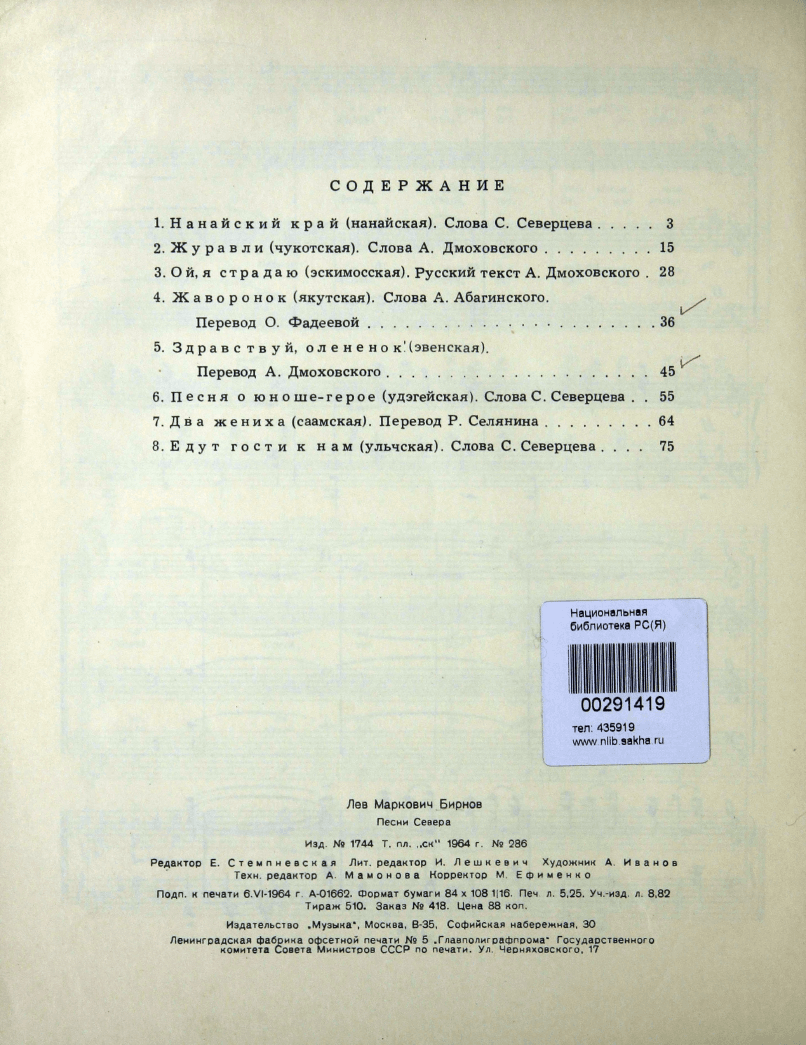 СОДЕРЖАНИЕ
1. Нанайский край (нанайская). Слова С. Северцева . . . . . 3
2. Журавли (чукотская). Слова А. Дмоховского . . . . . . . . . 15
3. Ой, я страдаю (эскимосская). Русский текст А. Дмоховского . 28
4. Жаворонок (якутская). Слова А. Абагинского.
Перевод О. Фадеевой . . . . . . . . . . . . . . . . . . . . . . . 36
5. Здравствуй, олененок! (эвенская).
Перевод А. Дмоховского . . . . . . . . . . . . . . . . . . . . . 45
6. Песня о юноше-герое (удэгейская). Слова С. Северцева . . 55
7. Два жениха (саамская). Перевод Р. Селянина . . . . . . . . . 64
8. Едут гости к нам (ульчская). Слова С. Северцева . . . . 75
Национальная
библиотека РС(Я)
00291419
тел: 435919
www.nlib.sakha.ru
Лев Маркович Бирнов
Песни Севера
Изд. № 1744 Т. пл. „ск" 1964 г. № 286
Редактор Е. Стемпневская Лит. редактор И. Лешкевич Художник А. Иванов
Техн. редактор А. Мамонова Корректор М. Ефименко
Подп. к печати 6.VI-1964 г. А-01662. Формат бумаги 84 х 108 1|16. Печ. л. 5,25. Уч.-изд. л. 8,82
Тираж 510. Заказ № 418. Цена 88 коп.
Издательство „Музыка", Москва, В-35, Софийская набережная, 30
Ленинградская фабрика офсетной печати № 5 „Главполиграфпрома" Государственного
комитета Совета Министров СССР по печати. Ул. Черняховского, 17